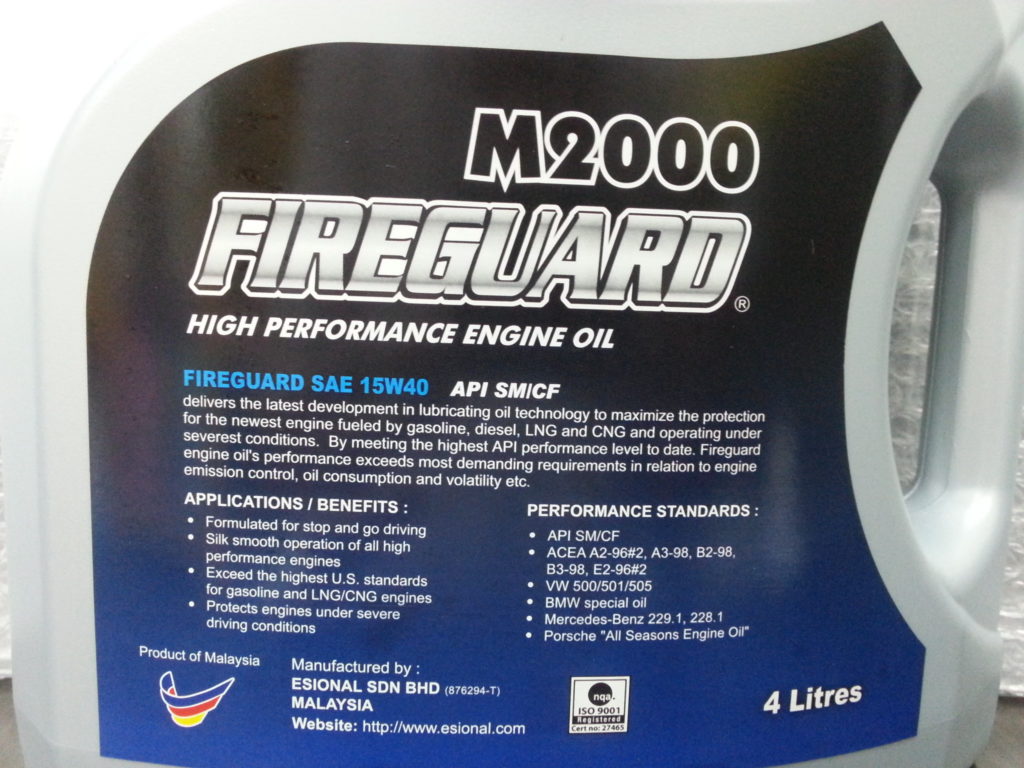 M2000
FIREGUARD®
HIGH PERFORMANCE ENGINE OIL
FIREGUARD SAE 15W40 API SM/CF
delivers the latest development in lubricating oil technology to maximize the protection
for the newest engine fueled by gasoline, diesel, LNG and CNG and operating under
severest conditions. By meeting the highest API performance level to date. Fireguard
engine oil's performance exceeds most demanding requirements in relation to engine
emission control, oil consumption and volatility etc.
APPLICATIONS / BENEFITS :
• Formulated for stop and go driving
• Silk smooth operation of all high
performance engines
• Exceed the highest U.S. standards
for gasoline and LNG/CNG engines
• Protects engines under severe
driving conditions
PERFORMANCE STANDARDS :
• API SM/CF
• ACEA A2-96#2, A3-98, B2-98,
B3-98, E2-96#2
• VW 500/501/505
• BMW special oil
• Mercedes-Benz 229.1, 228.1
• Porsche "All Seasons Engine Oil"
Product of Malaysia
Manufactured by :
ESIONAL SDN BHD (876294-T)
MALAYSIA
Website: http://www.esional.com
nqa.
ISO 9001
Registered
Cert no: 27465
4 Litres